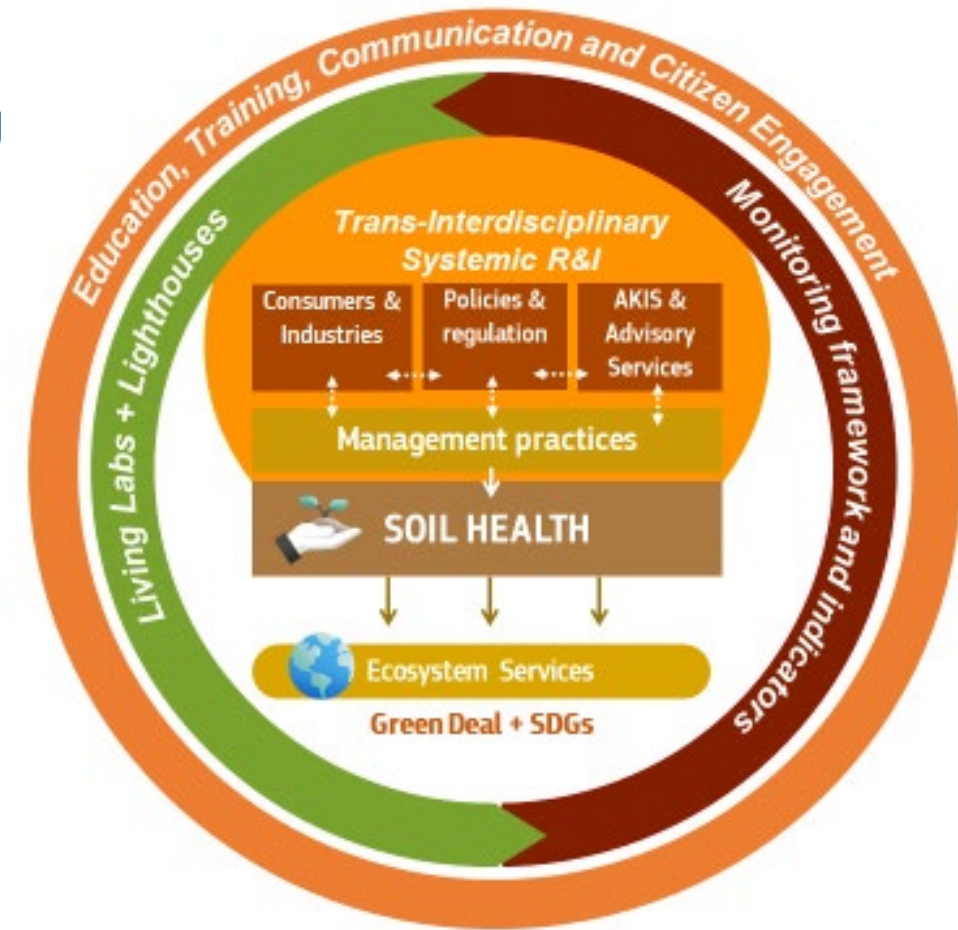 Education, Training, Communication and Citizen Engagement
Living Labs + Lighthouses
Monitoring framework and indicators
Trans-Interdisciplinary
Systemic R&I
Consumers &
Industries
Policies &
regulation
AKIS &
Advisory
Services
Management practices
SOIL HEALTH
Ecosystem Services
Green Deal + SDGs